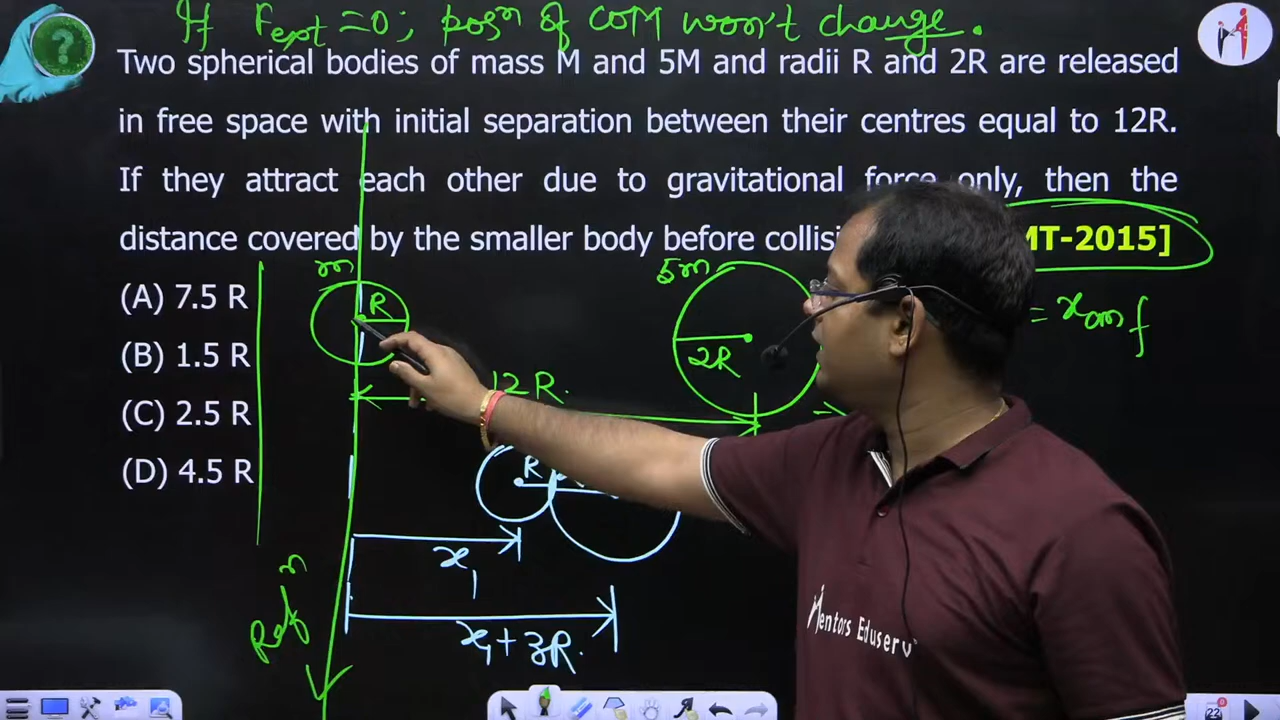 If Fext = 0; posn of COM won't change.
Two spherical bodies of mass M and 5M and radii R and 2R are released
in free space with initial separation between their centres equal to 12R.
If they attract each other due to gravitational force only, then the
distance covered by the smaller body before collisi
MT-2015]
(A) 7.5 R
(B) 1.5 R
(C) 2.5 R
(D) 4.5 R
m
R
5m
2R
= xcm f
12R.
R
x1
x1 + 3R.
Refn
Mentors Eduserv
22